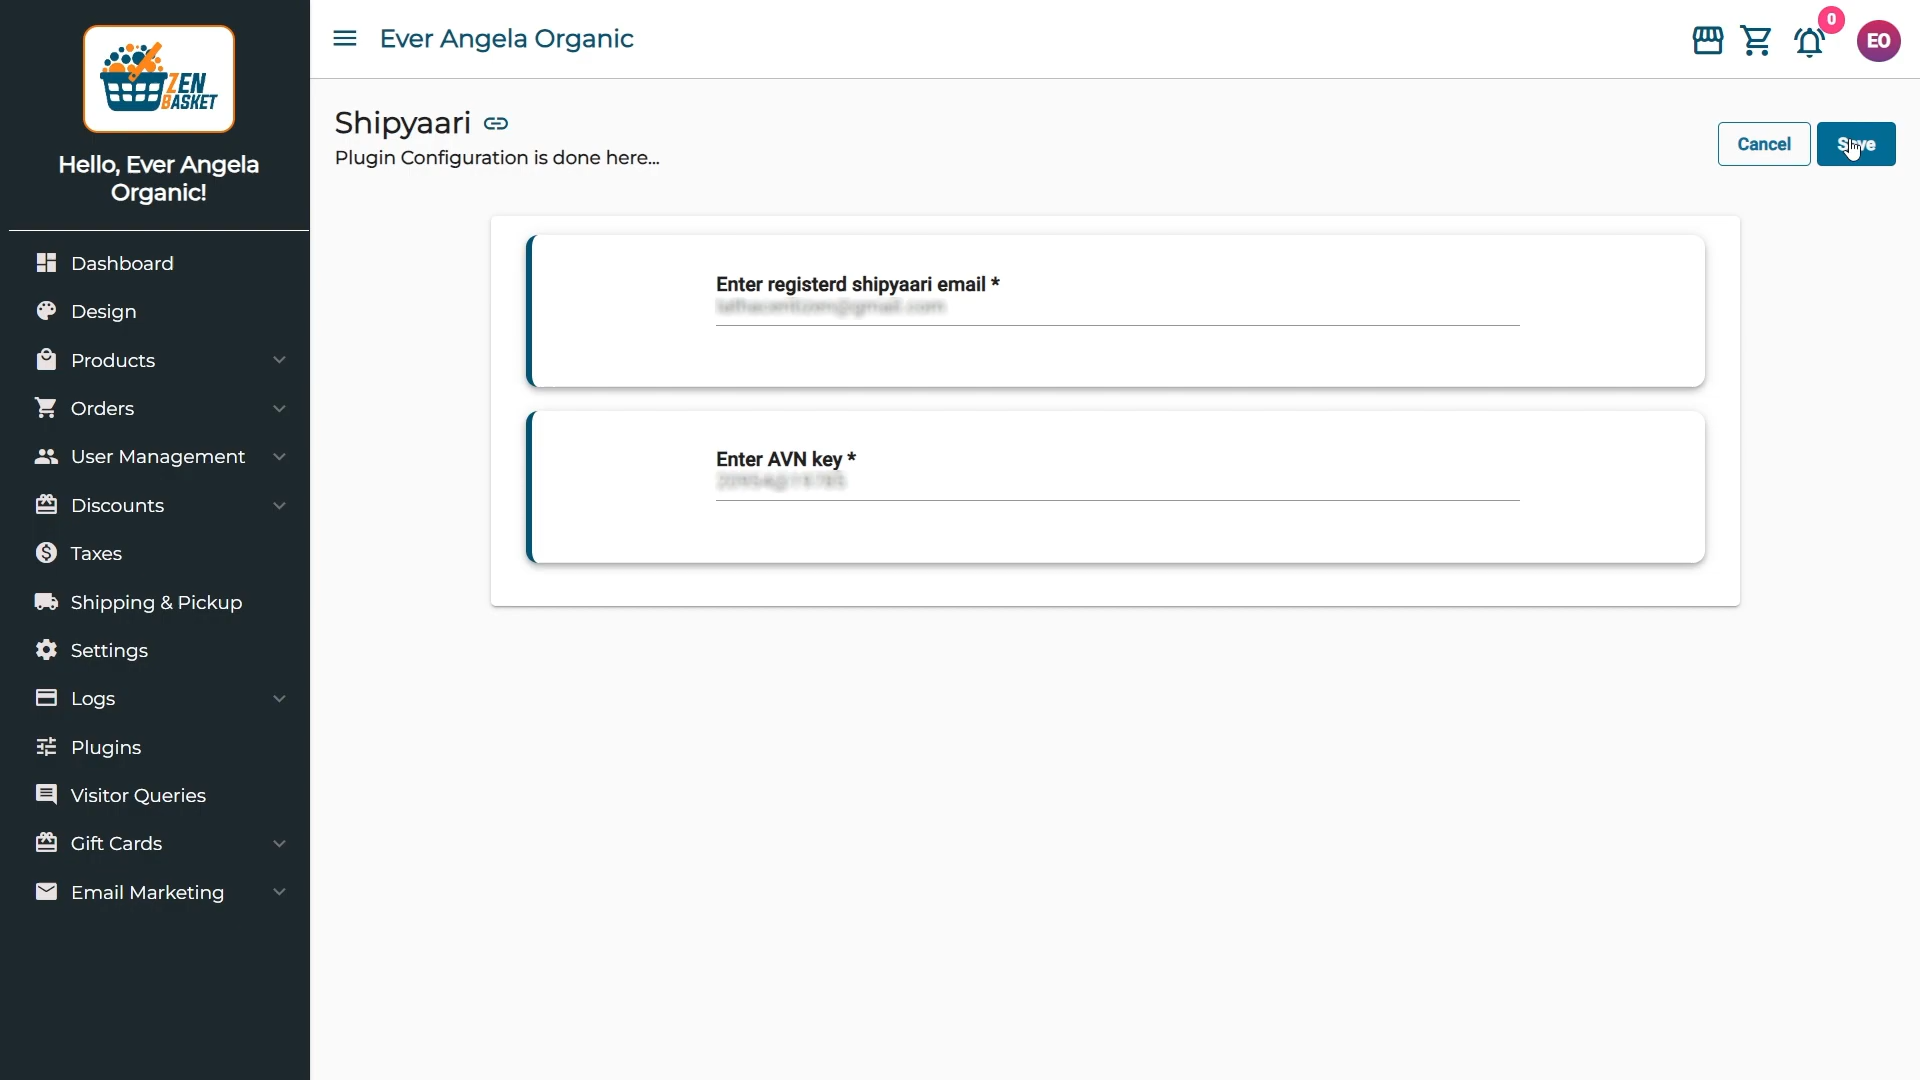 ZEN
BASKET
Hello, Ever Angela
Organic!
Dashboard
Design
Products
Orders
User Management
Discounts
Taxes
Shipping & Pickup
Settings
Logs
Plugins
Visitor Queries
Gift Cards
Email Marketing
Ever Angela Organic
0
EO
Shipyaari
Plugin Configuration is done here...
Cancel
Save
Enter registerd shipyaari email *
Enter AVN key *